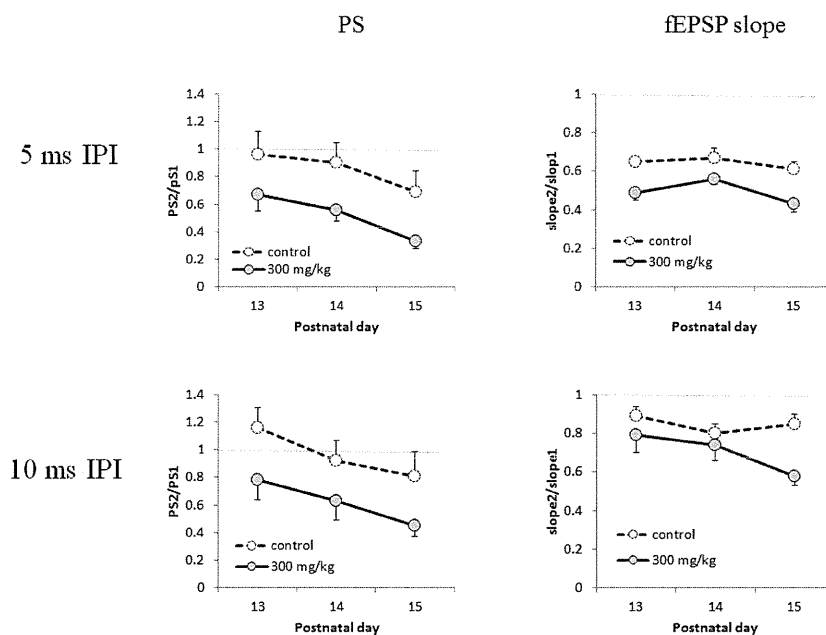 PS
fEPSP slope
5 ms IPI
PS2/pS1
1.4
1.2
1
0.8
0.6
0.4
0.2
0
control
300 mg/kg
13
14
15
Postnatal day
slope2/slop1
1
0.8
0.6
0.4
0.2
0
control
300 mg/kg
13
14
15
Postnatal day
10 ms IPI
PS2/PS1
1.4
1.2
1
0.8
0.6
0.4
0.2
0
control
300 mg/kg
13
14
15
Postnatal day
slope2/slope1
1
0.8
0.6
0.4
0.2
0
control
300 mg/kg
13
14
15
Postnatal day